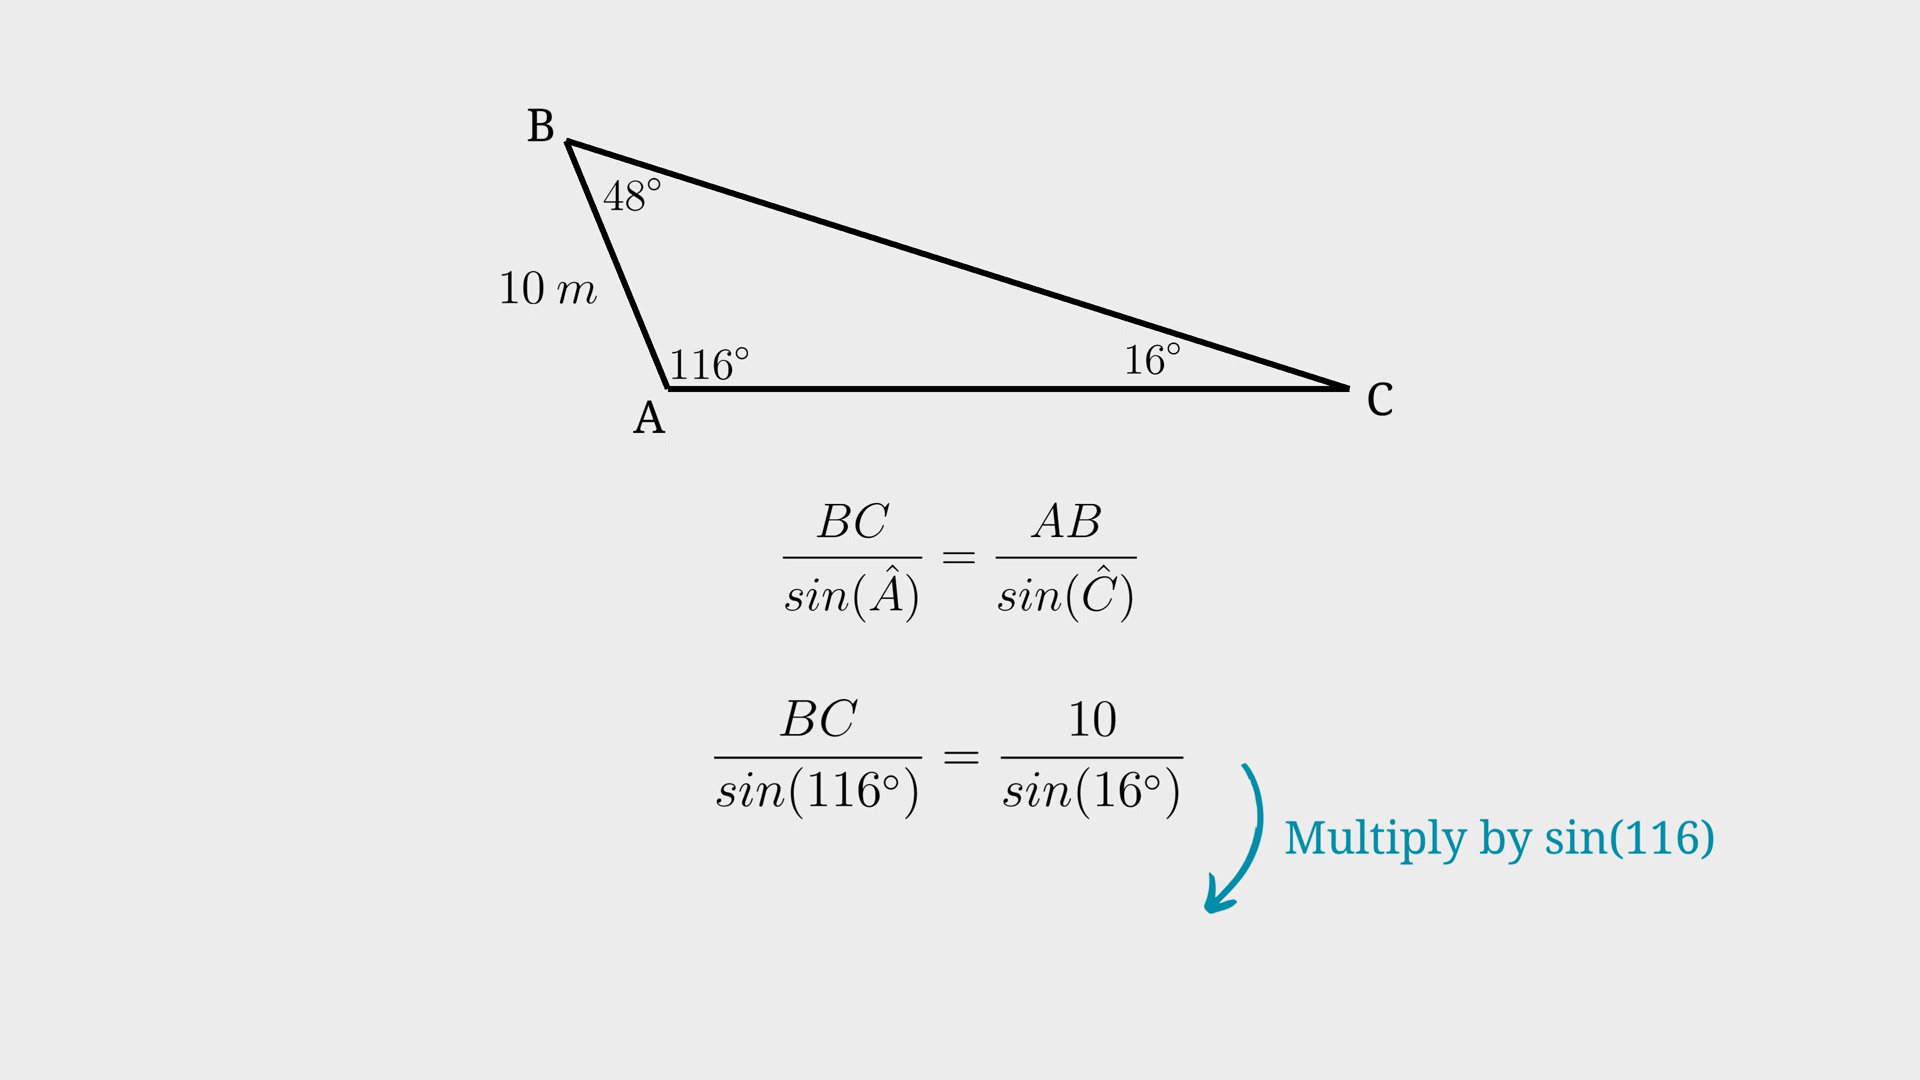 B
48°
10 m
116°
16°
A
C
BC / sin(Â) = AB / sin(Ĉ)
BC / sin(116°) = 10 / sin(16°)
Multiply by sin(116)